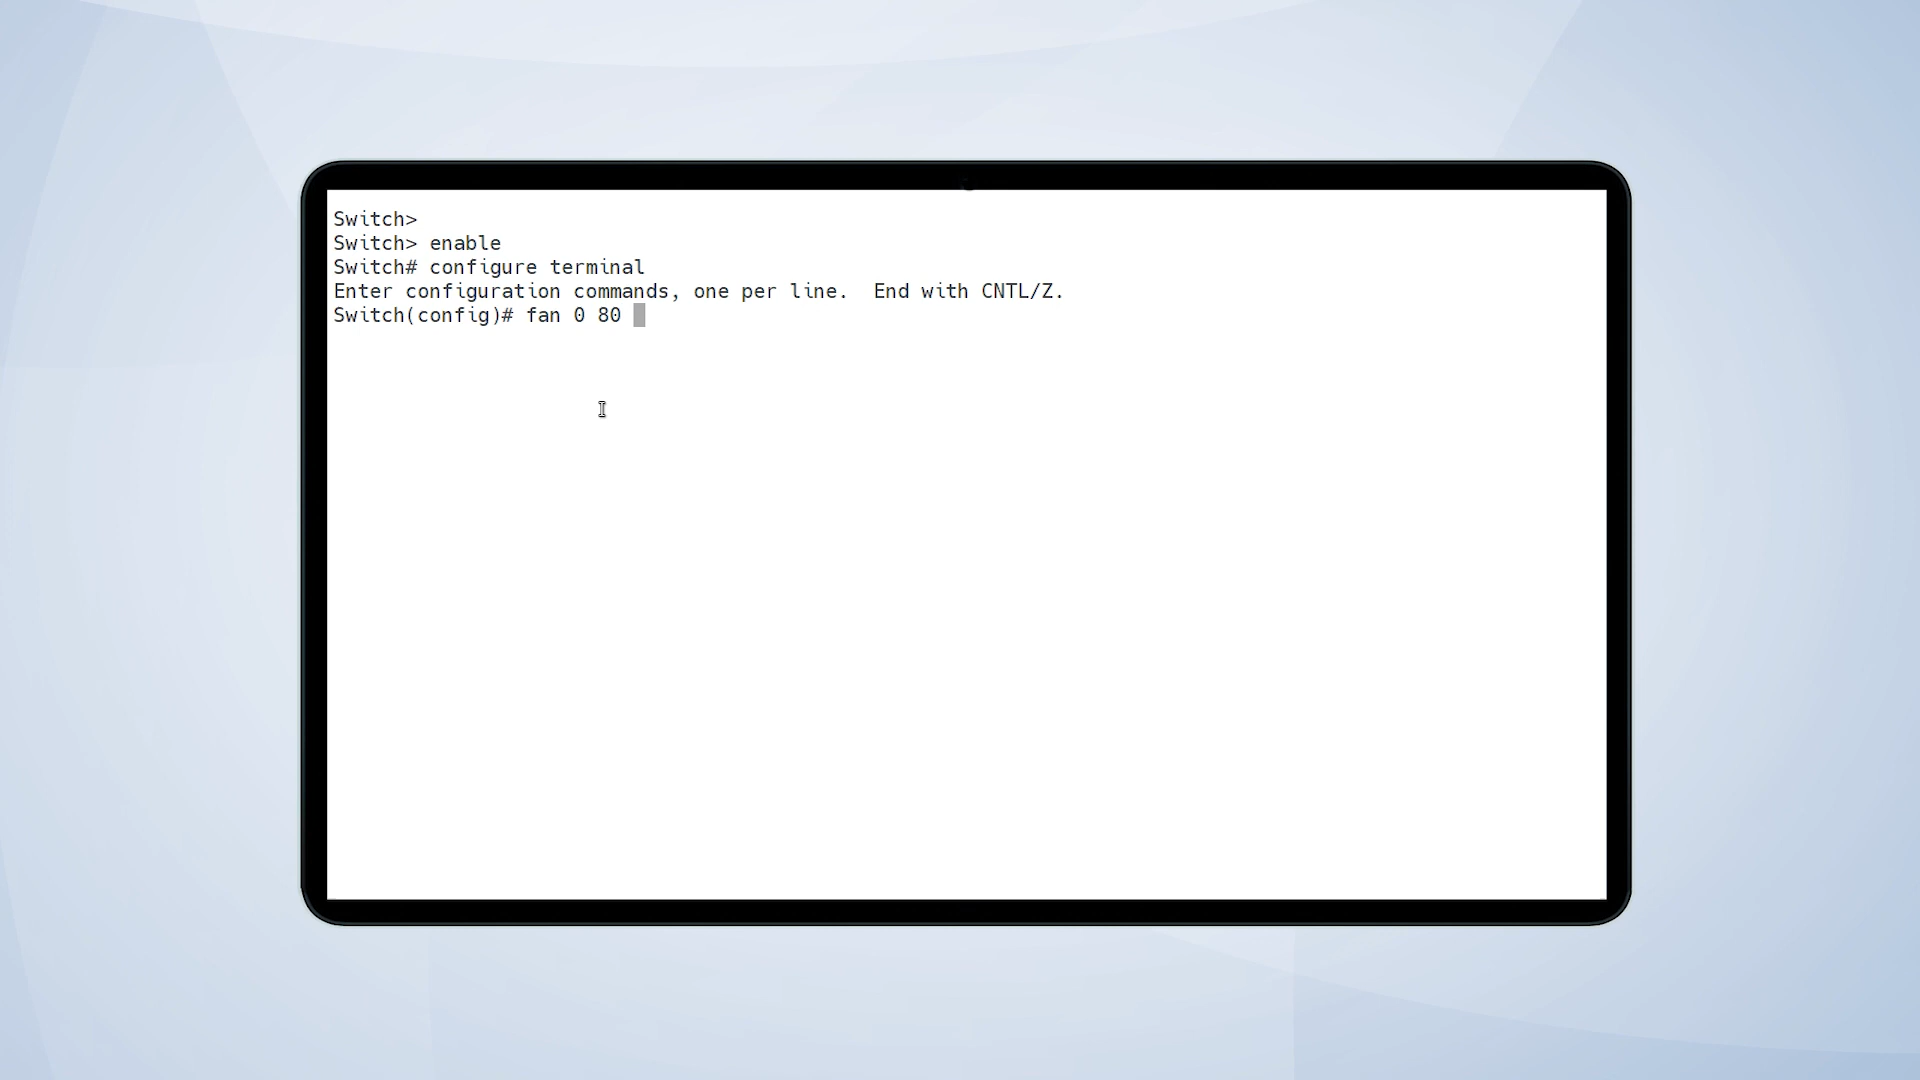 Switch>
Switch> enable
Switch# configure terminal
Enter configuration commands, one per line.  End with CNTL/Z.
Switch(config)# fan 0 80